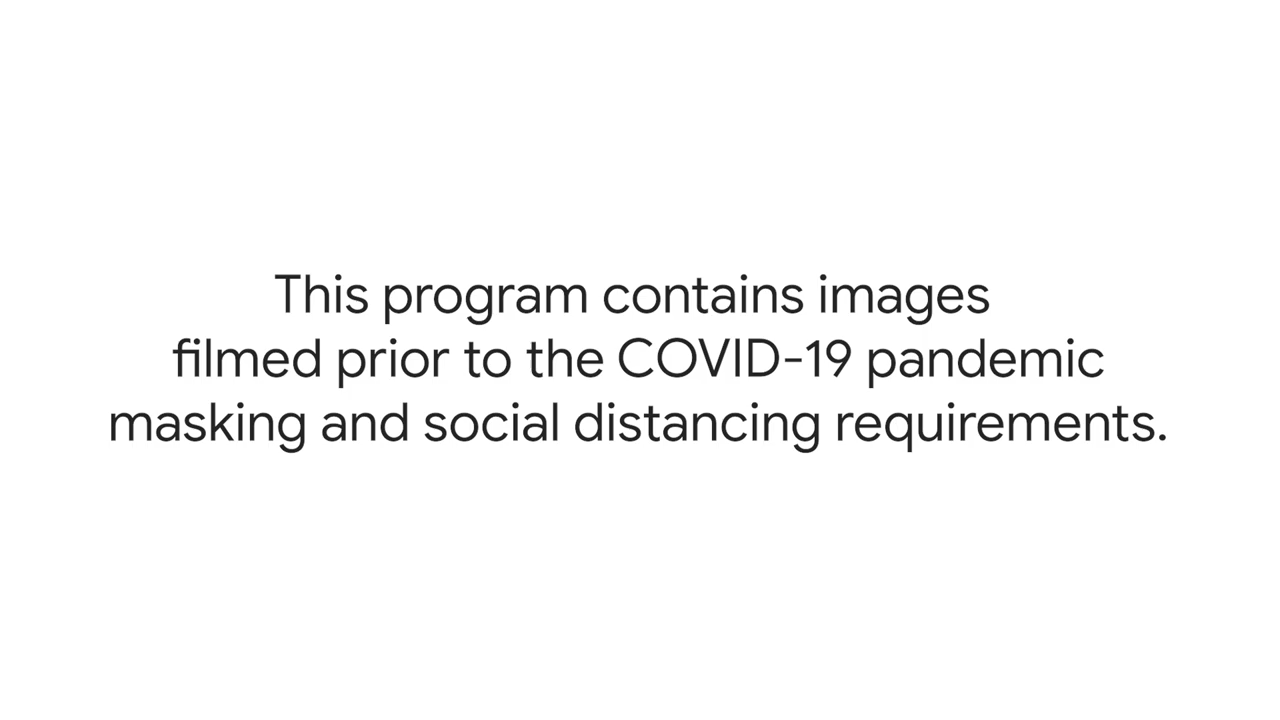 This program contains images
filmed prior to the COVID-19 pandemic
masking and social distancing requirements.